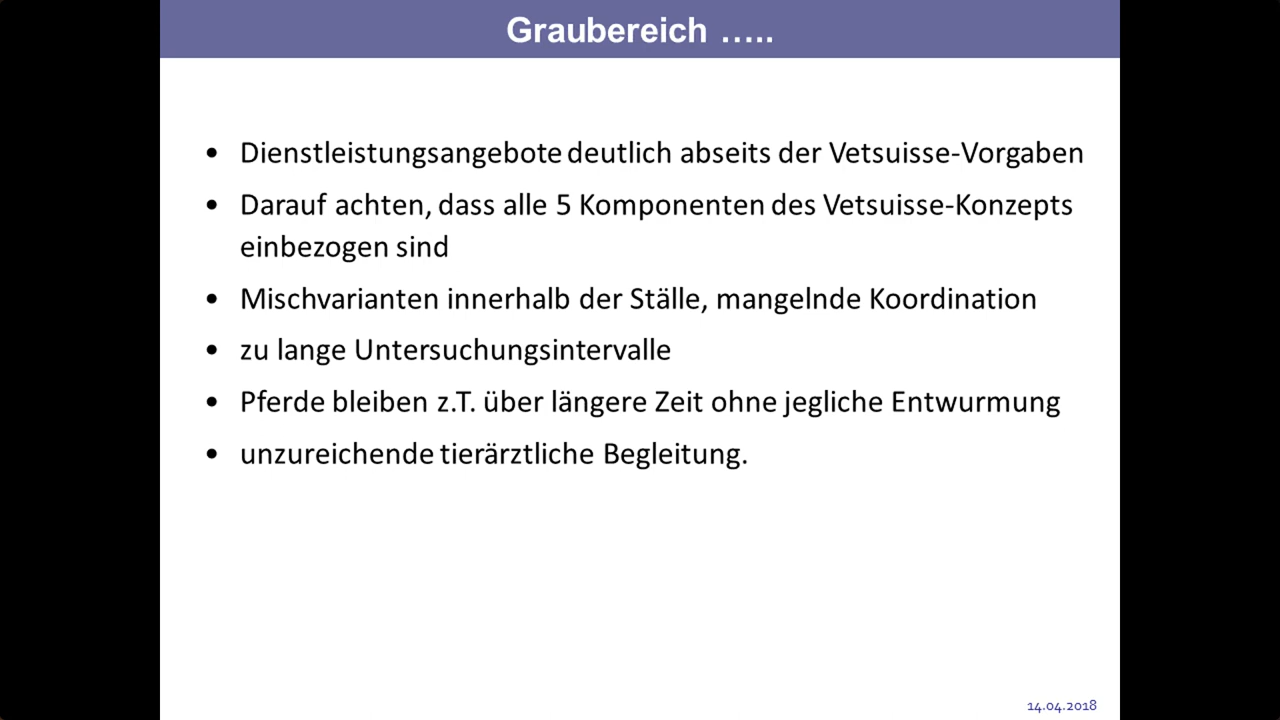 Graubereich …..
• Dienstleistungsangebote deutlich abseits der Vetsuisse-Vorgaben
• Darauf achten, dass alle 5 Komponenten des Vetsuisse-Konzepts
einbezogen sind
• Mischvarianten innerhalb der Ställe, mangelnde Koordination
• zu lange Untersuchungsintervalle
• Pferde bleiben z.T. über längere Zeit ohne jegliche Entwurmung
• unzureichende tierärztliche Begleitung.
14.04.2018